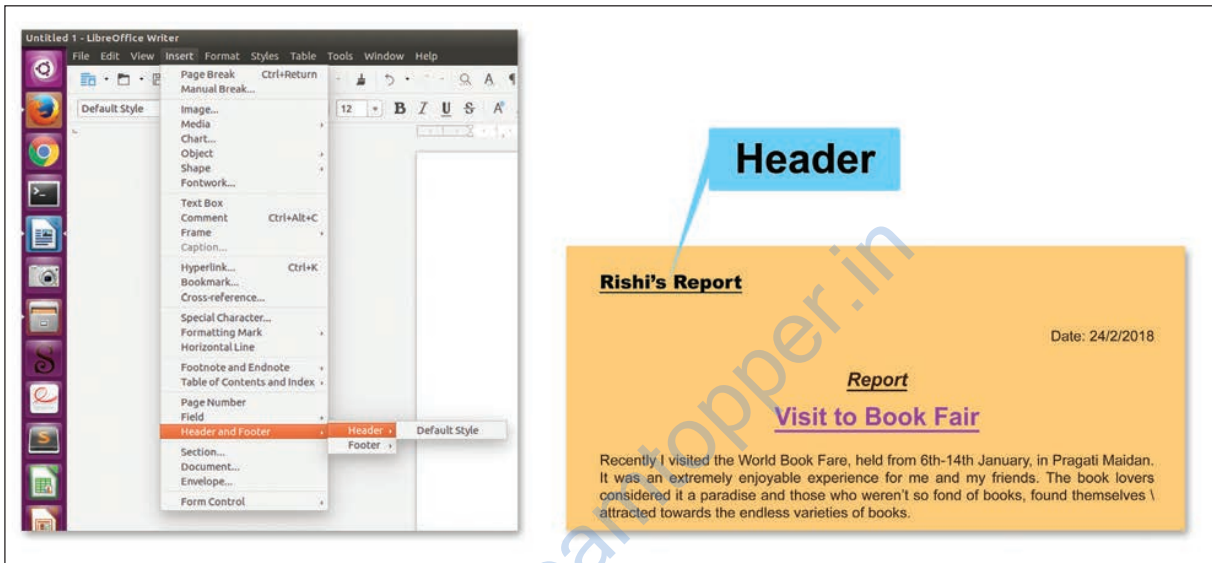 Untitled 1 - LibreOffice Writer
File Edit View Insert Format Styles Table Tools Window Help
Page Break Ctrl+Return
Manual Break...
Default Style
12
B I U S A
Image...
Media
Chart...
Object
Shape
Fontwork...
Text Box
Comment Ctrl+Alt+C
Frame
Caption...
Hyperlink... Ctrl+K
Bookmark...
Cross-reference...
Special Character...
Formatting Mark
Horizontal Line
Footnote and Endnote
Table of Contents and Index
Page Number
Field
Header and Footer
Header
Default Style
Footer
Section...
Document...
Envelope...
Form Control
Header
Rishi's Report
Date: 24/2/2018
Report
Visit to Book Fair
Recently I visited the World Book Fare, held from 6th-14th January, in Pragati Maidan.
It was an extremely enjoyable experience for me and my friends. The book lovers
considered it a paradise and those who weren't so fond of books, found themselves \
attracted towards the endless varieties of books.